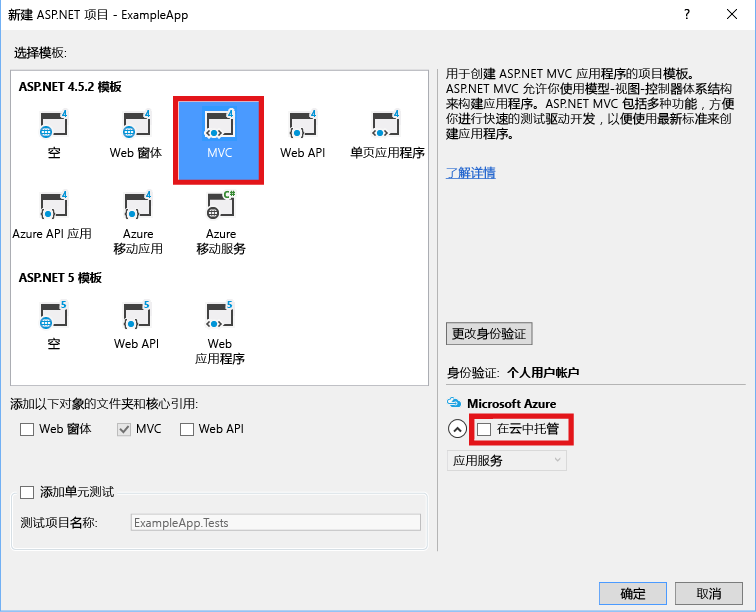 新建 ASP.NET 项目 - ExampleApp
选择模板:
ASP.NET 4.5.2 模板
4
空
4
Web 窗体
4
MVC
4
Web API
4
单页应用程序
4
Azure API 应用
4
Azure
移动应用
C#
Azure
移动服务
ASP.NET 5 模板
5
空
5
Web API
5
Web
应用程序
用于创建 ASP.NET MVC 应用程序的项目模板。
ASP.NET MVC 允许你使用模型-视图-控制器体系结构
来构建应用程序。ASP.NET MVC 包括多种功能，方便
你进行快速的测试驱动开发，以便使用最新标准来创
建应用程序。
了解详情
更改身份验证
身份验证: 个人用户帐户
Microsoft Azure
在云中托管
应用服务
添加以下对象的文件夹和核心引用:
Web 窗体 MVC Web API
添加单元测试
测试项目名称: ExampleApp.Tests
确定 取消